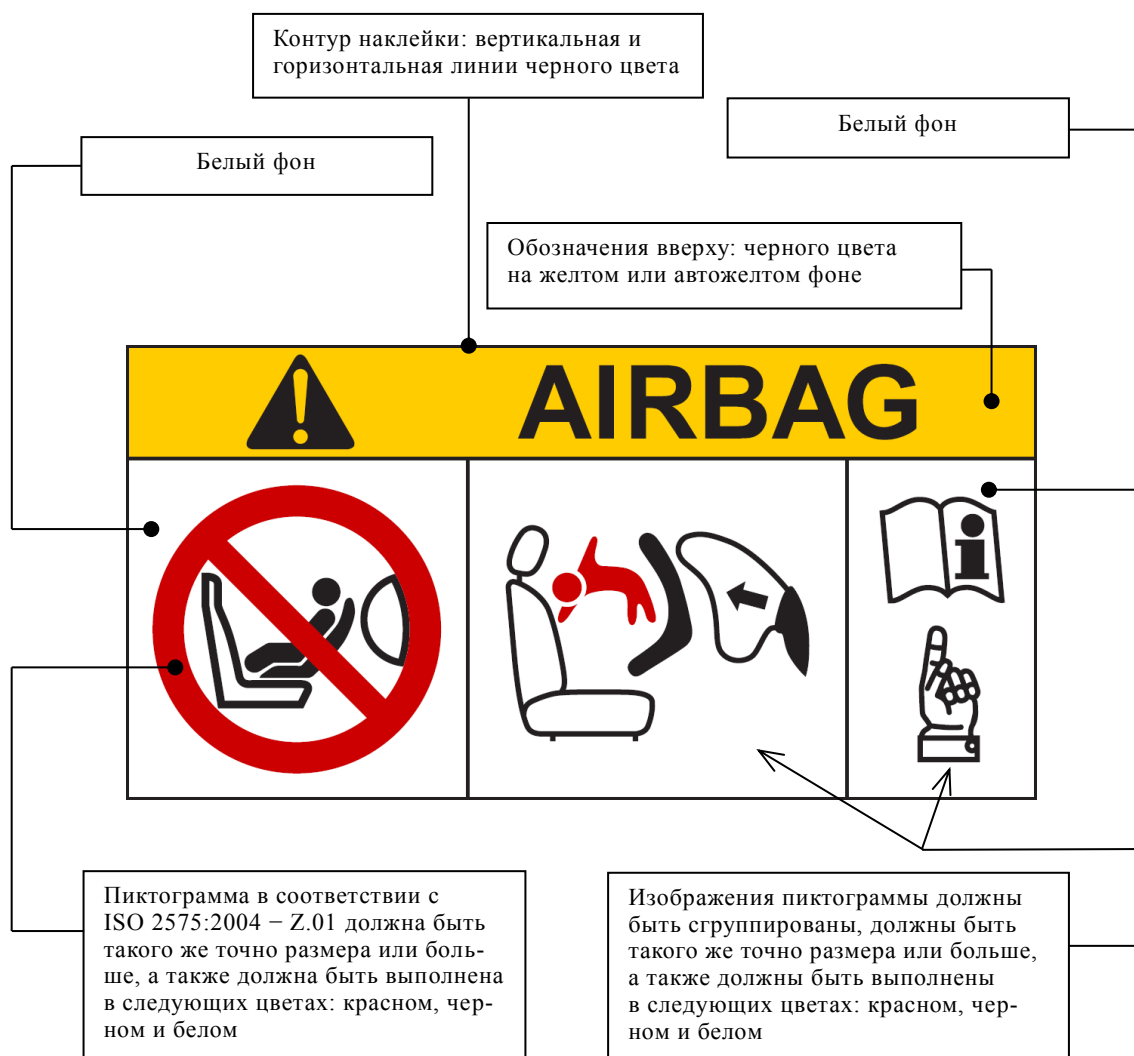 Контур наклейки: вертикальная и
горизонтальная линии черного цвета
Белый фон
Белый фон
Обозначения вверху: черного цвета
на желтом или автожелтом фоне
AIRBAG
Пиктограмма в соответствии с
ISO 2575:2004 − Z.01 должна быть
такого же точно размера или боль-
ше, а также должна быть выполнена
в следующих цветах: красном, чер-
ном и белом
Изображения пиктограммы должны
быть сгруппированы, должны быть
такого же точно размера или больше,
а также должны быть выполнены
в следующих цветах: красном, чер-
ном и белом